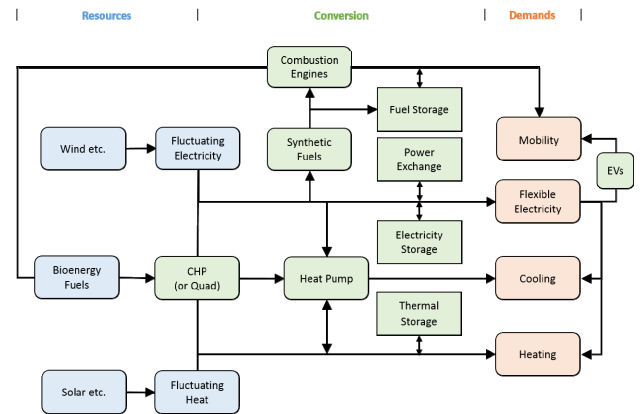 Resources
Conversion
Demands
Combustion
Engines
Fuel Storage
Mobility
Wind etc.
Fluctuating
Electricity
Synthetic
Fuels
Power
Exchange
EVs
Flexible
Electricity
Electricity
Storage
Bioenergy
Fuels
CHP
(or Quad)
Heat Pump
Cooling
Thermal
Storage
Heating
Solar etc.
Fluctuating
Heat